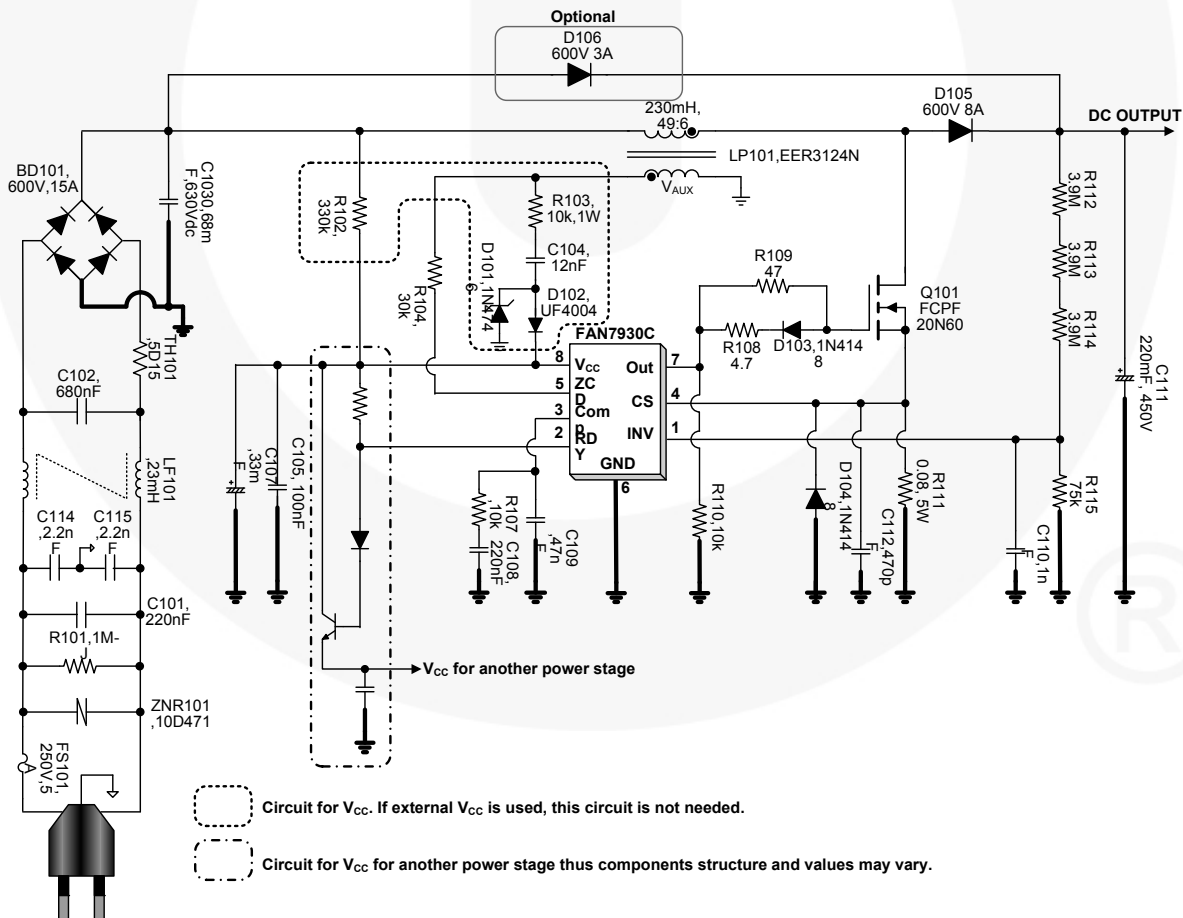 Optional
D106
600V 3A
230mH,
49:6
D105
600V 8A
DC OUTPUT
LP101,EER3124N
VAUX
BD101,
600V,15A
C1030,68m
F,630Vdc
R102,
330k
R103,
10k,1W
C104,
12nF
D101,1N474
6
D102,
UF4004
R104,
30k
R109
47
R108
4.7
D103,1N414
8
Q101
FCPF
20N60
R112
3.9M
R113
3.9M
R114
3.9M
C111
220mF, 450V
TH101
,5D15
C102,
680nF
FAN7930C
8
VCC
5
ZC
D
3
Com
p
2
RD
Y
Out
7
CS
4
INV
1
GND
6
LF101
,23mH
C107
,33m
F
C105, 100nF
R107
,10k
C108,
220nF
C109
,47n
F
R110,10k
D104,1N414
8
C112,470p
F
R111
0.08, 5W
C110,1n
F
R115
75k
C114
,2.2n
F
C115
,2.2n
F
C101,
220nF
R101,1M-
J
ZNR101
,10D471
FS101,
250V,5
A
VCC for another power stage
Circuit for VCC. If external VCC is used, this circuit is not needed.
Circuit for VCC for another power stage thus components structure and values may vary.
®